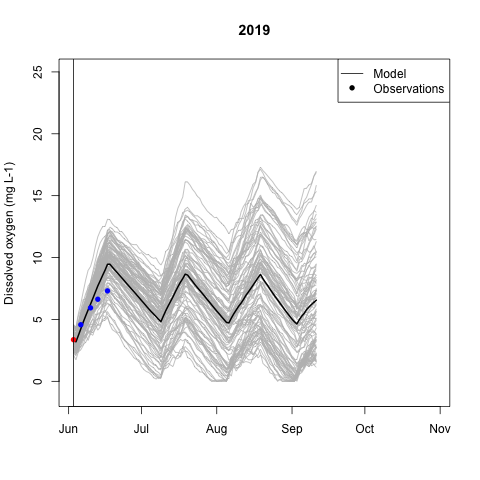 2019
Dissolved oxygen (mg L-1)
25
20
15
10
5
0
Jun Jul Aug Sep Oct Nov
Model
Observations